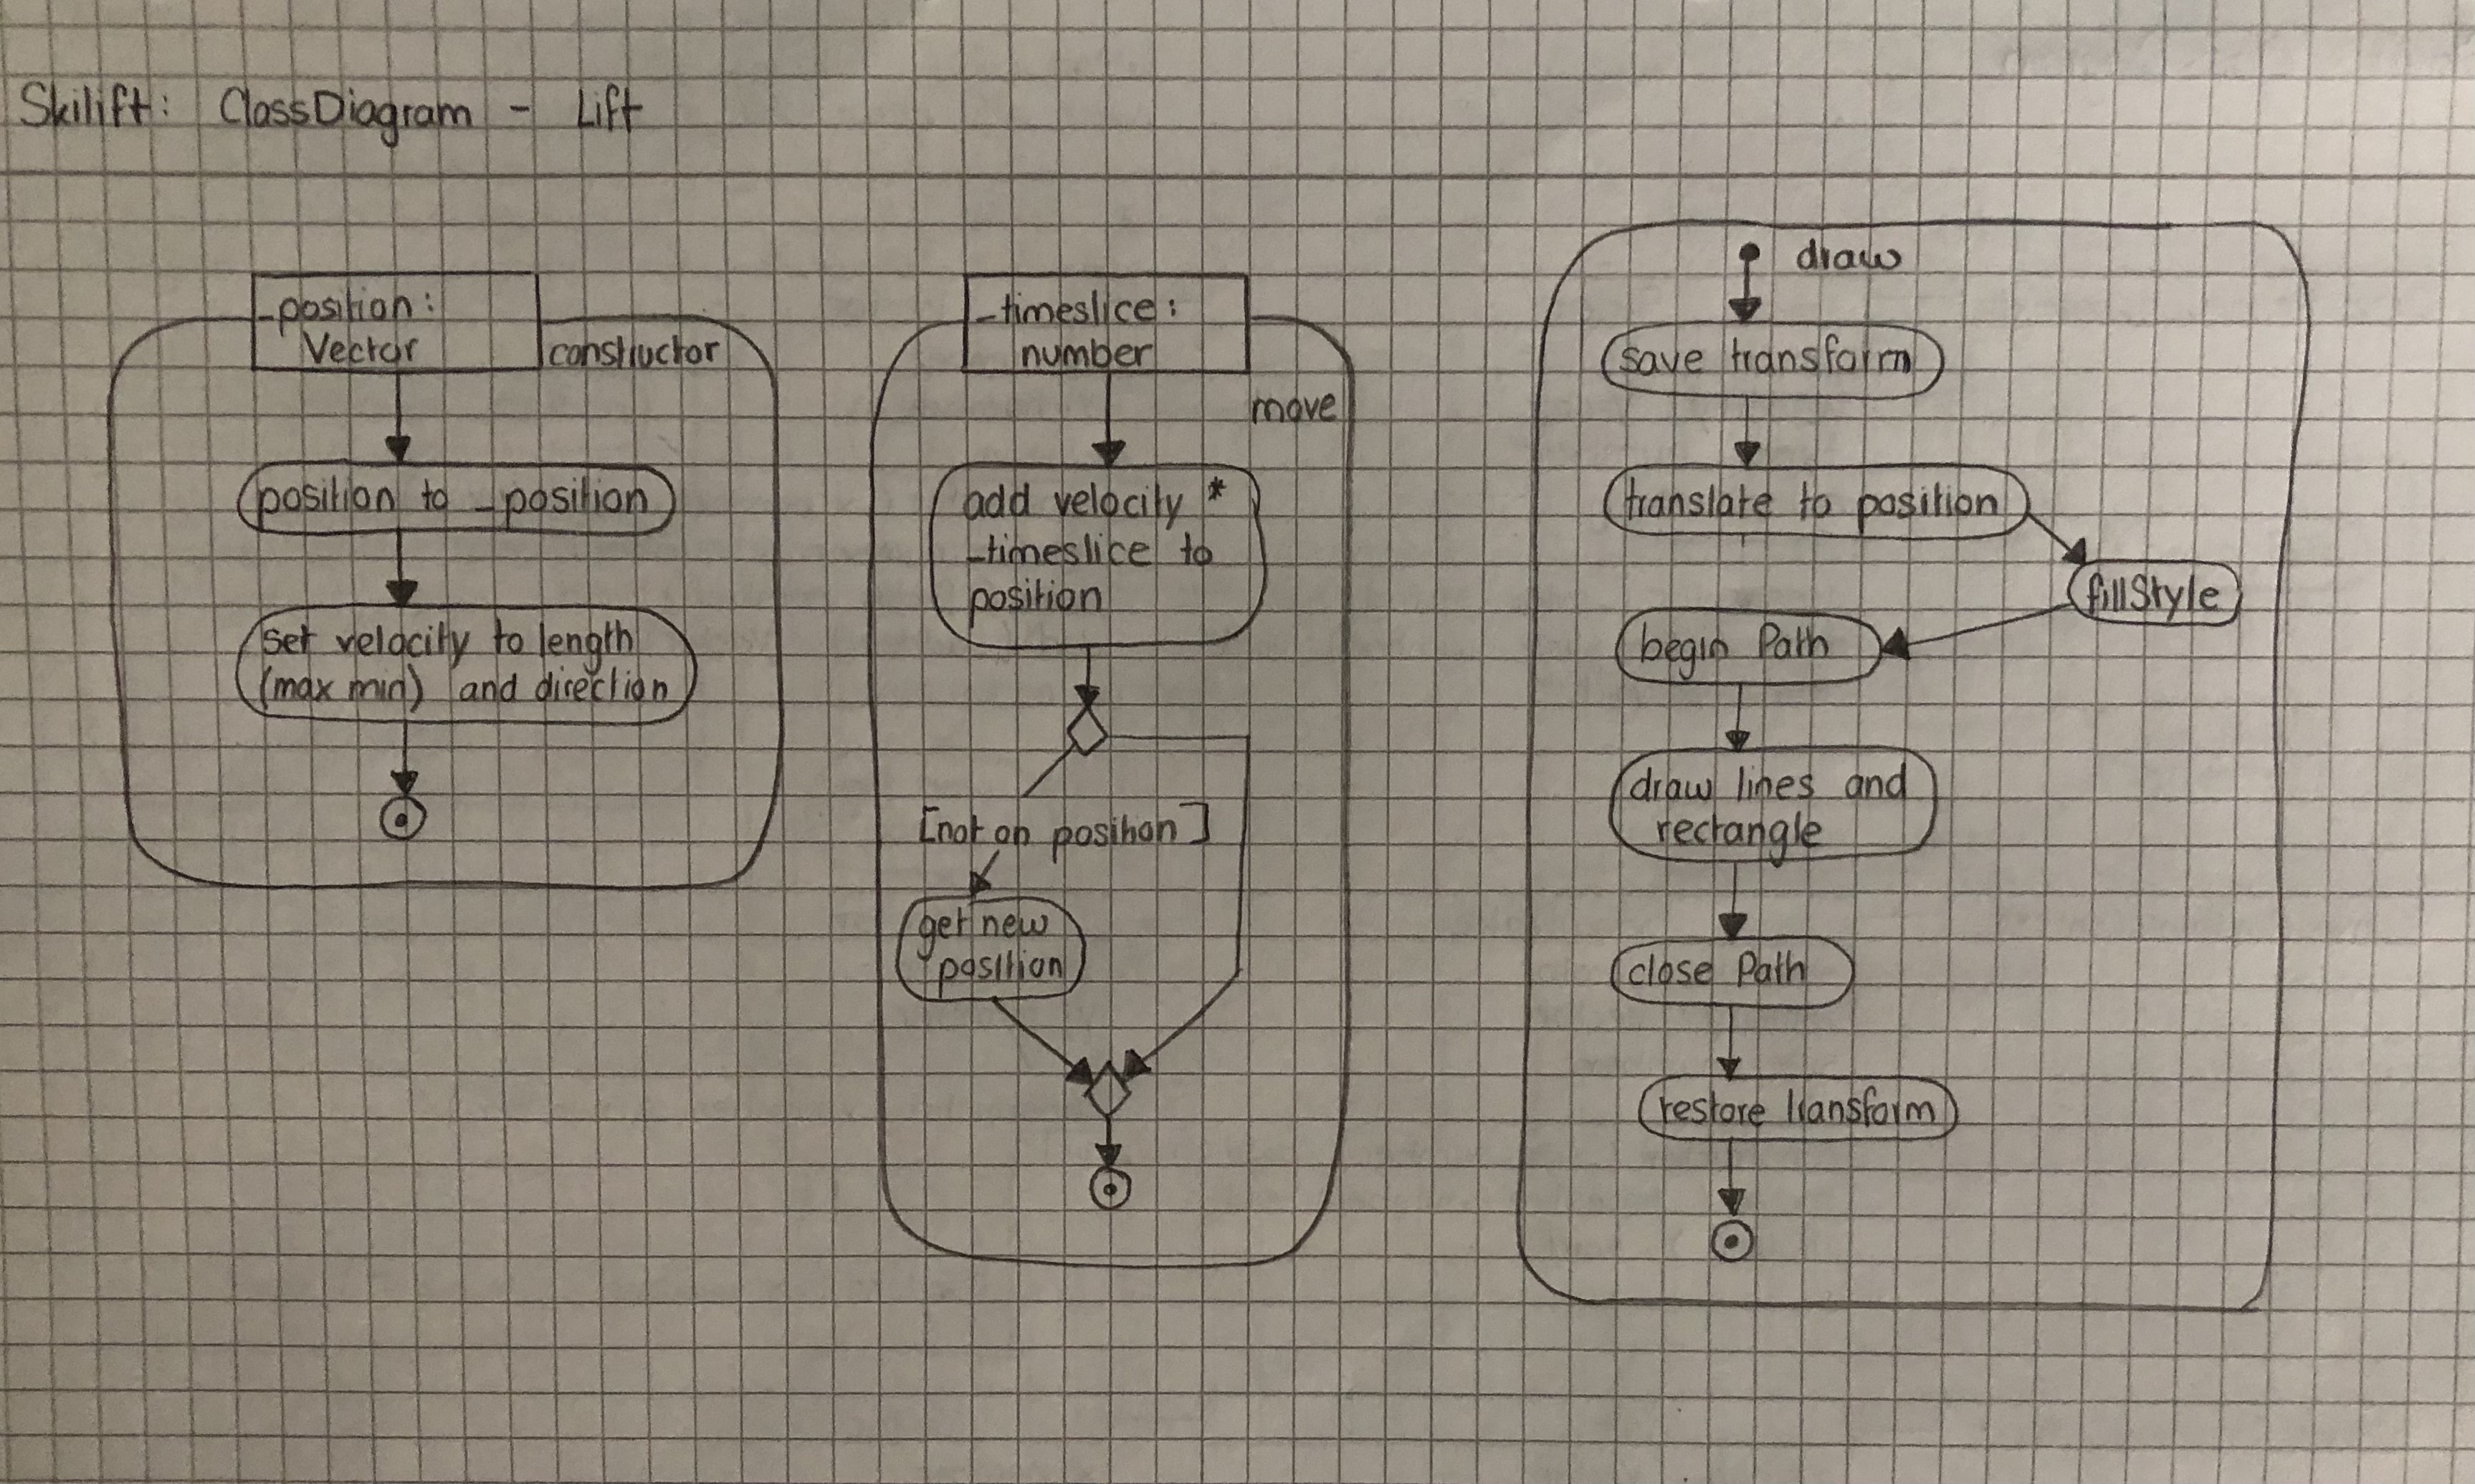 Skilift: ClassDiagram - Lift
_position:
Vector
constructor
position to _position
set velocity to length
(max min) and direction
_timeslice:
number
move
add velocity *
_timeslice to
position
[not on position]
get new
position
draw
save transform
translate to position
fillStyle
begin Path
draw lines and
rectangle
close Path
restore transform